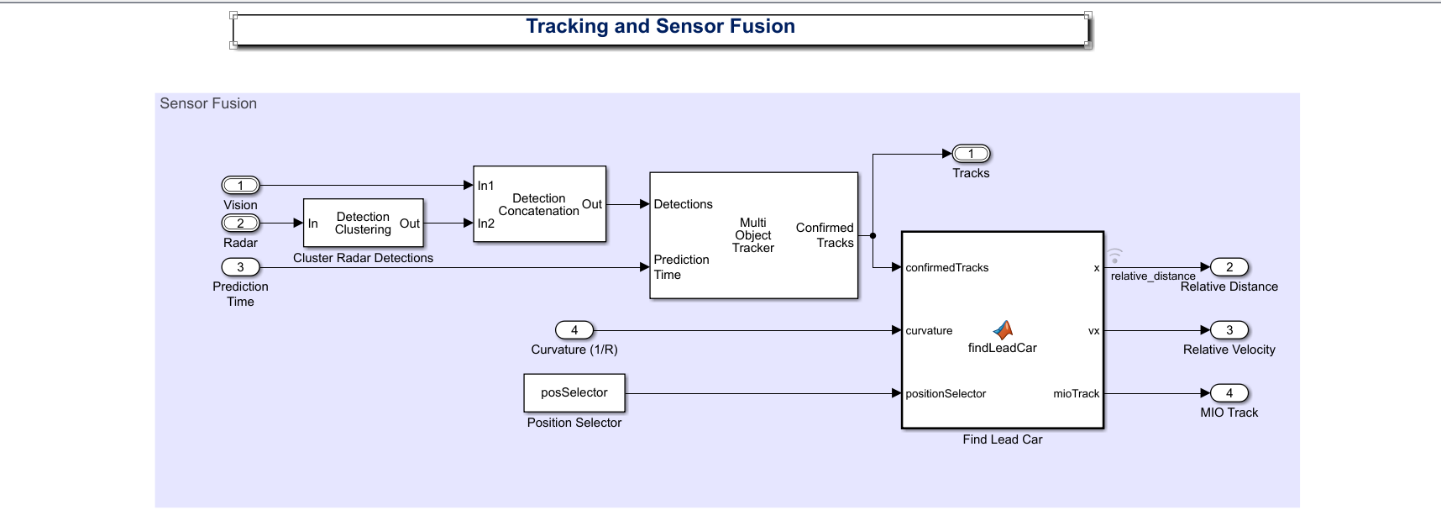 Tracking and Sensor Fusion
Sensor Fusion
1
Vision
2
Radar
3
Prediction
Time
In
Detection
Clustering
Out
Cluster Radar Detections
In1
In2
Detection
Concatenation
Out
Detections
Prediction
Time
Multi
Object
Tracker
Confirmed
Tracks
1
Tracks
4
Curvature (1/R)
posSelector
Position Selector
confirmedTracks
curvature
positionSelector
findLeadCar
x
vx
mioTrack
Find Lead Car
relative_distance
2
Relative Distance
3
Relative Velocity
4
MIO Track